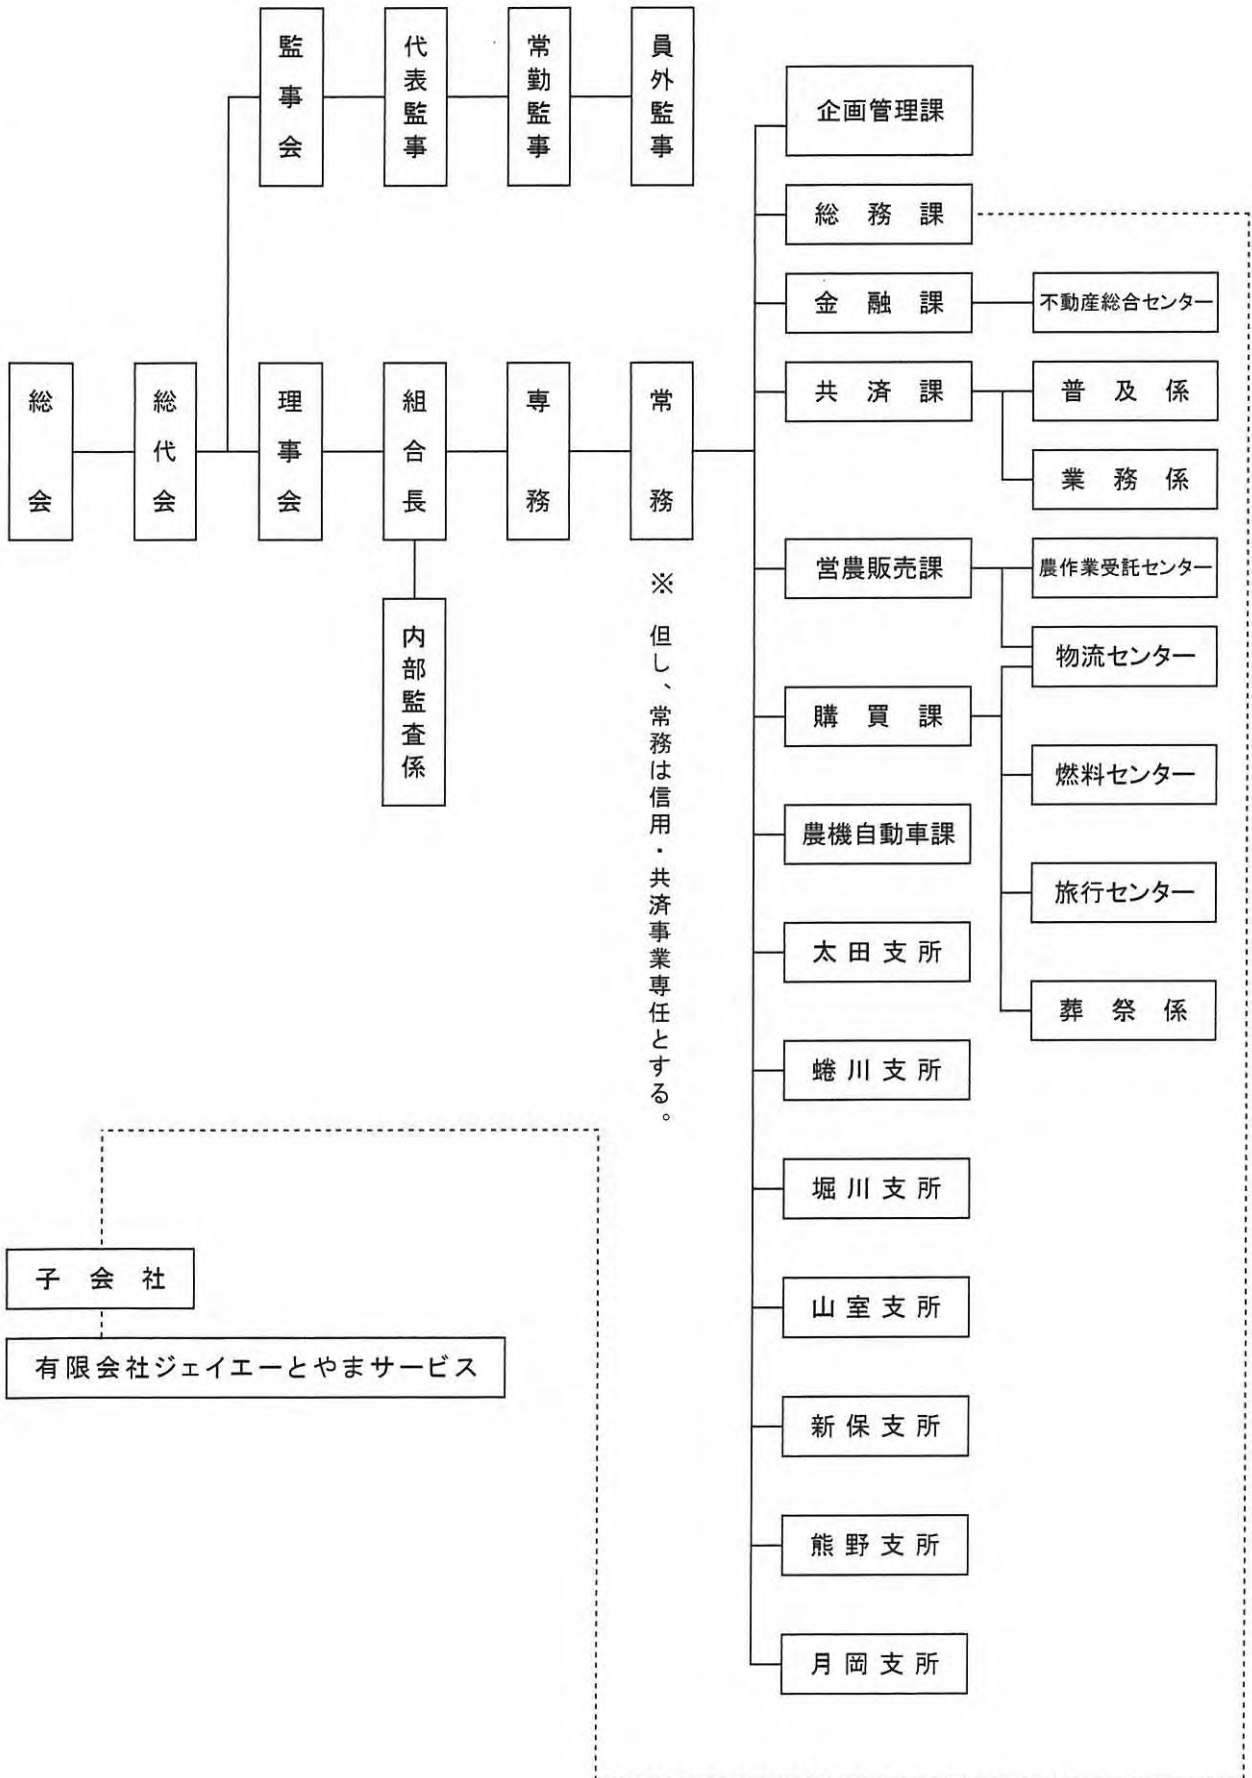 監事会
代表監事
常勤監事
員外監事
企画管理課
総務課
金融課
不動産総合センター
総会
総代会
理事会
組合長
専務
常務
共済課
普及係
業務係
営農販売課
農作業受託センター
内部監査係
※ 但し、常務は信用・共済事業専任とする。
物流センター
購買課
燃料センター
農機自動車課
旅行センター
太田支所
葬祭係
蜷川支所
堀川支所
子会社
山室支所
有限会社ジェイエーとやまサービス
新保支所
熊野支所
月岡支所